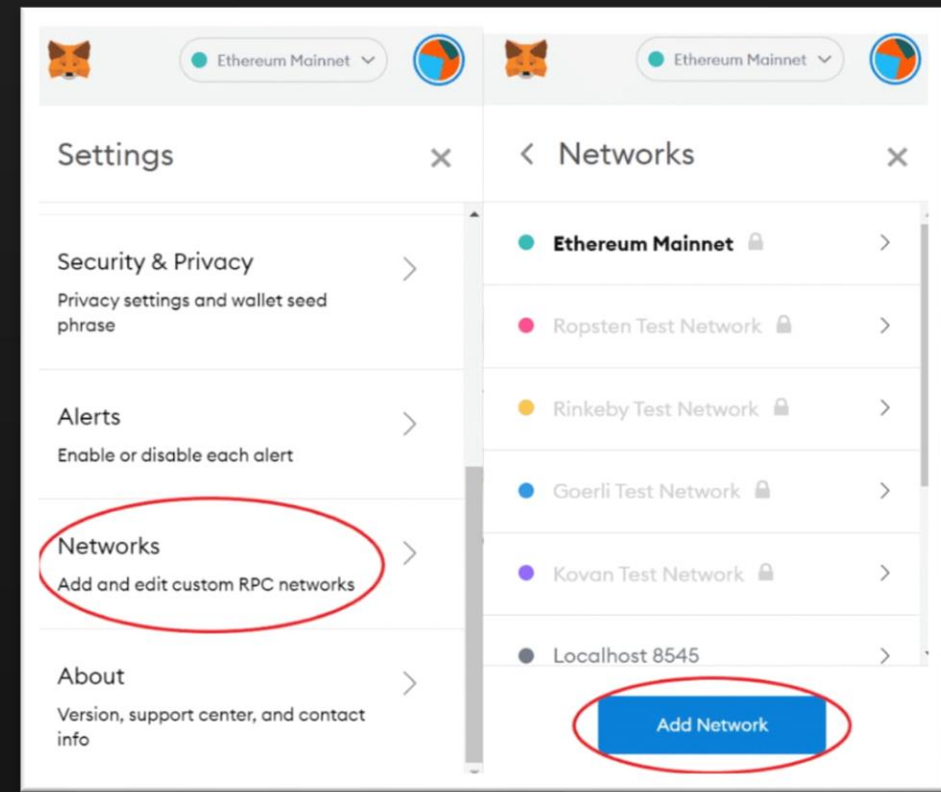 Ethereum Mainnet
Settings
Security & Privacy
Privacy settings and wallet seed
phrase
Alerts
Enable or disable each alert
Networks
Add and edit custom RPC networks
About
Version, support center, and contact
info
Ethereum Mainnet
Networks
Ethereum Mainnet
Ropsten Test Network
Rinkeby Test Network
Goerli Test Network
Kovan Test Network
Localhost 8545
Add Network